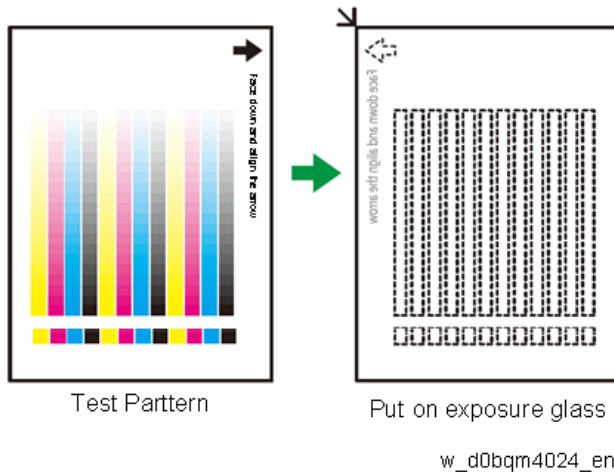 Face down and align the arrow
Face down and align the arrow
Test Parttern
Put on exposure glass
w_d0bqm4024_en